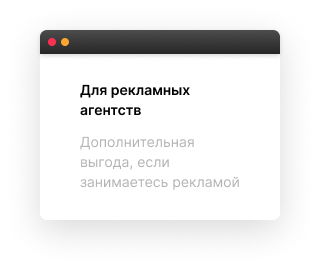 Для рекламных
агентств
Дополнительная
выгода, если
занимаетесь рекламой